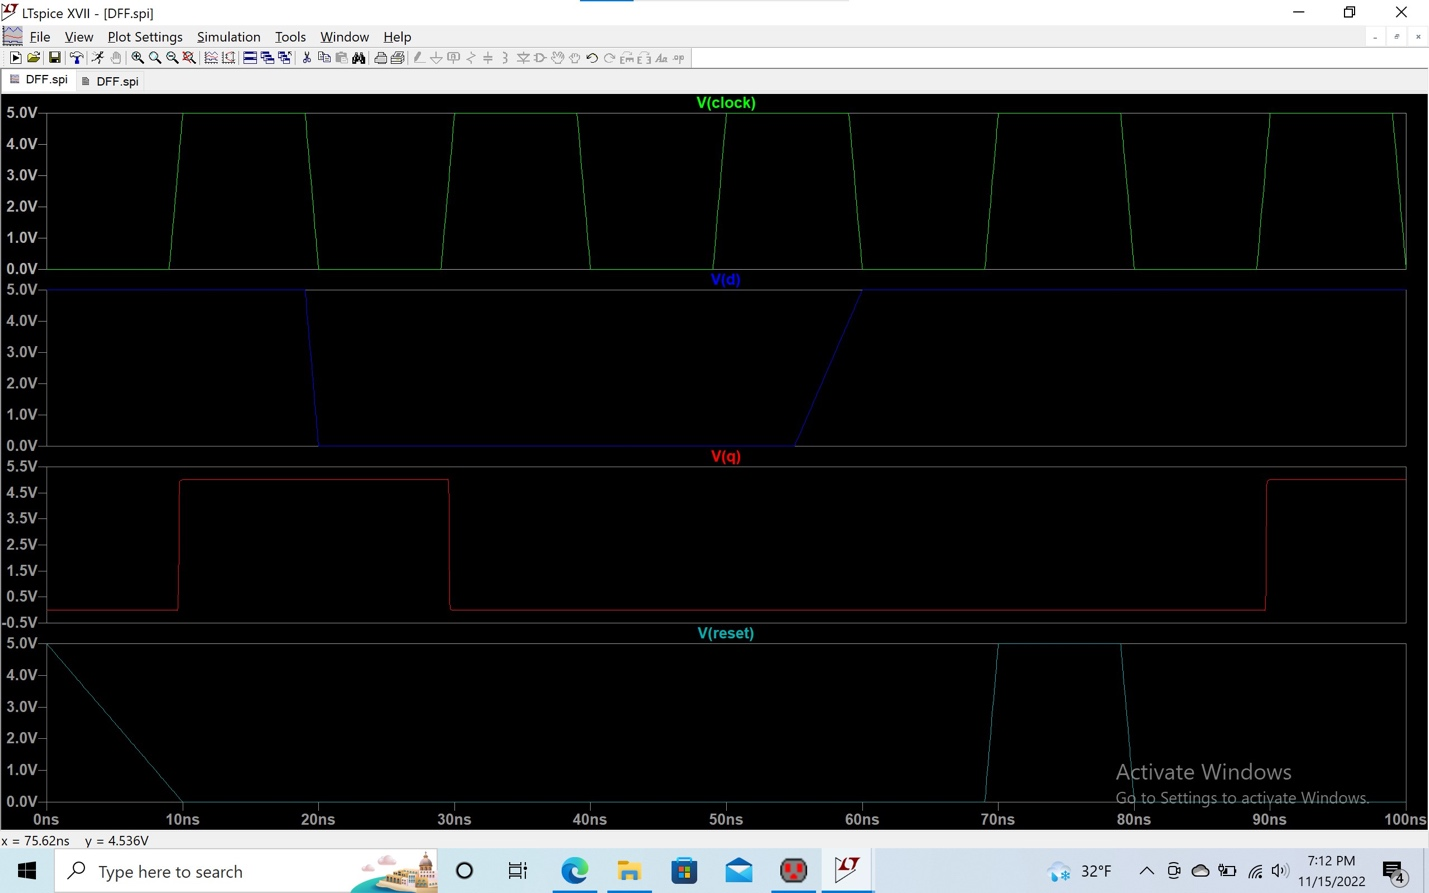 LTspice XVII - [DFF.spi]
File View Plot Settings Simulation Tools Window Help
DFF.spi DFF.spi
V(clock)
5.0V
4.0V
3.0V
2.0V
1.0V
0.0V
V(d)
5.0V
4.0V
3.0V
2.0V
1.0V
0.0V
V(q)
5.5V
4.5V
3.5V
2.5V
1.5V
0.5V
-0.5V
V(reset)
5.0V
4.0V
3.0V
2.0V
1.0V
0.0V
Activate Windows
Go to Settings to activate Windows.
0ns 10ns 20ns 30ns 40ns 50ns 60ns 70ns 80ns 90ns 100ns
x = 75.62ns y = 4.536V
Type here to search
32°F
7:12 PM
11/15/2022
4